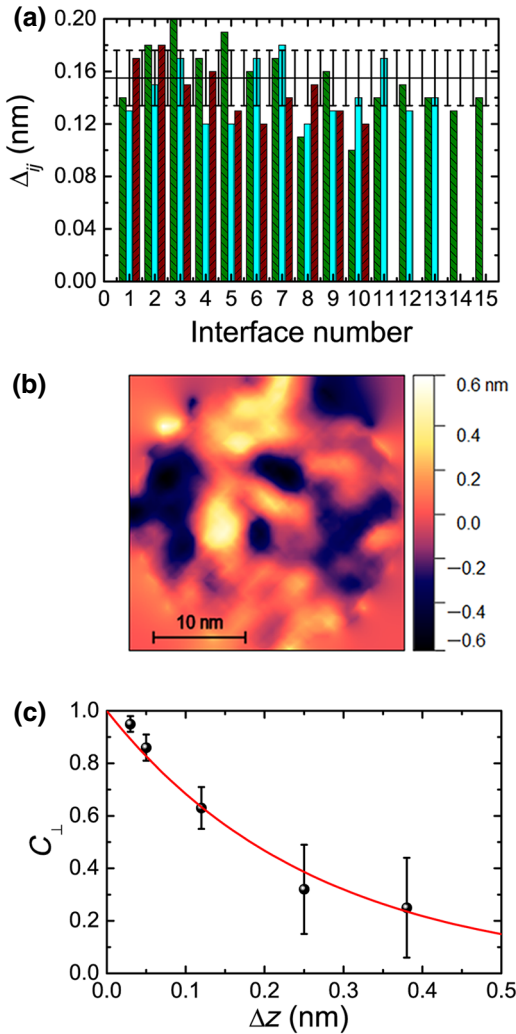 (a)
0.20
0.16
0.12
0.08
0.04
0.00
Δij (nm)
0 1 2 3 4 5 6 7 8 9 10 11 12 13 14 15
Interface number
(b)
0.6 nm
0.4
0.2
0.0
−0.2
−0.4
−0.6
10 nm
(c)
1.0
0.8
0.6
0.4
0.2
0.0
C⊥
0.0 0.1 0.2 0.3 0.4 0.5
Δz (nm)